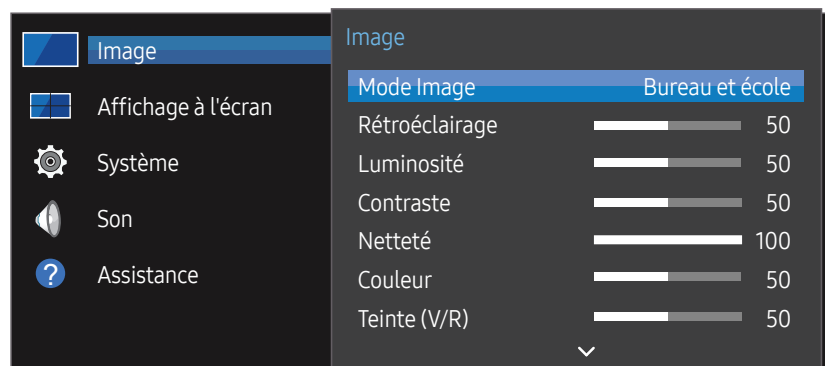 Image
Affichage à l'écran
Système
Son
? Assistance
Image
Mode Image Bureau et école
Rétroéclairage 50
Luminosité 50
Contraste 50
Netteté 100
Couleur 50
Teinte (V/R) 50